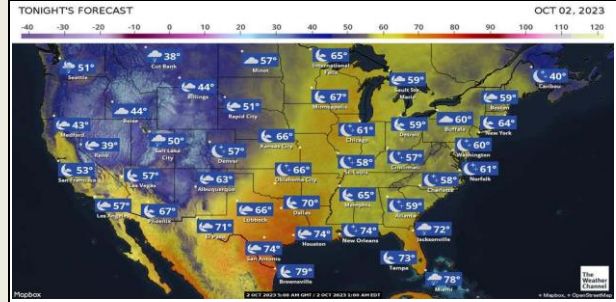 TONIGHT'S FORECAST
OCT 02, 2023
-40 -30 -20 -10 0 10 20 30 40 50 60 70 80 90 100 110 120
51°
Seattle
38°
Cut Bank
57°
Minot
65°
International Falls
59°
Sault Ste Marie
40°
Caribou
44°
Billings
67°
Minneapolis
59°
Boston
43°
Medford
44°
Boise
51°
Rapid City
61°
Chicago
59°
Detroit
60°
Buffalo
64°
New York
39°
Reno
50°
Salt Lake City
57°
Denver
66°
Kansas City
58°
St. Louis
57°
Cincinnati
60°
Washington
53°
San Francisco
57°
Las Vegas
63°
Albuquerque
66°
Oklahoma City
65°
Memphis
58°
Charlotte
61°
Norfolk
57°
Los Angeles
67°
Phoenix
71°
El Paso
66°
Lubbock
70°
Dallas
59°
Atlanta
74°
San Antonio
74°
Houston
74°
New Orleans
72°
Jacksonville
79°
Brownsville
73°
Tampa
78°
Miami
The Weather Channel
Mapbox
2 OCT 2023 5:00 AM GMT / 2 OCT 2023 1:00 AM EDT
© Mapbox, © OpenStreetMap